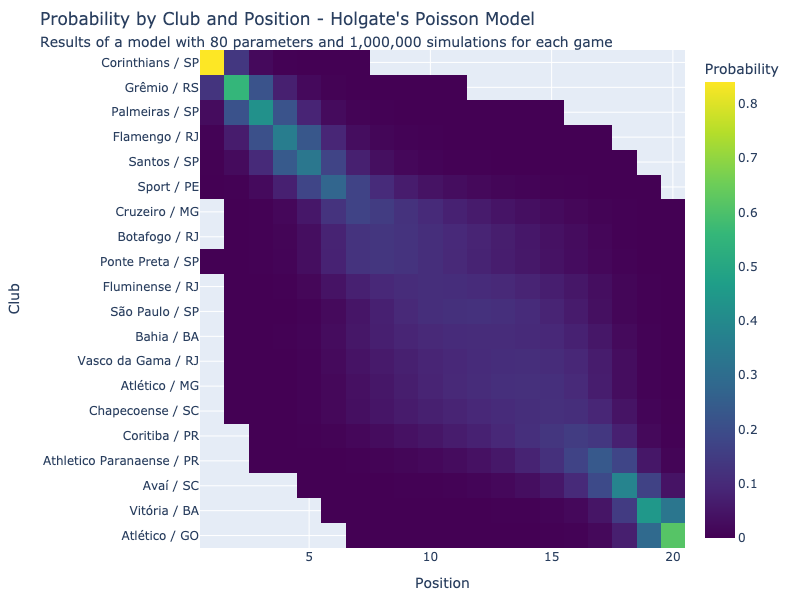 Probability by Club and Position - Holgate's Poisson Model
Results of a model with 80 parameters and 1,000,000 simulations for each game
Probability
0.8
0.7
0.6
0.5
0.4
0.3
0.2
0.1
0
Club
Corinthians / SP
Grêmio / RS
Palmeiras / SP
Flamengo / RJ
Santos / SP
Sport / PE
Cruzeiro / MG
Botafogo / RJ
Ponte Preta / SP
Fluminense / RJ
São Paulo / SP
Bahia / BA
Vasco da Gama / RJ
Atlético / MG
Chapecoense / SC
Coritiba / PR
Athletico Paranaense / PR
Avaí / SC
Vitória / BA
Atlético / GO
5 10 15 20
Position